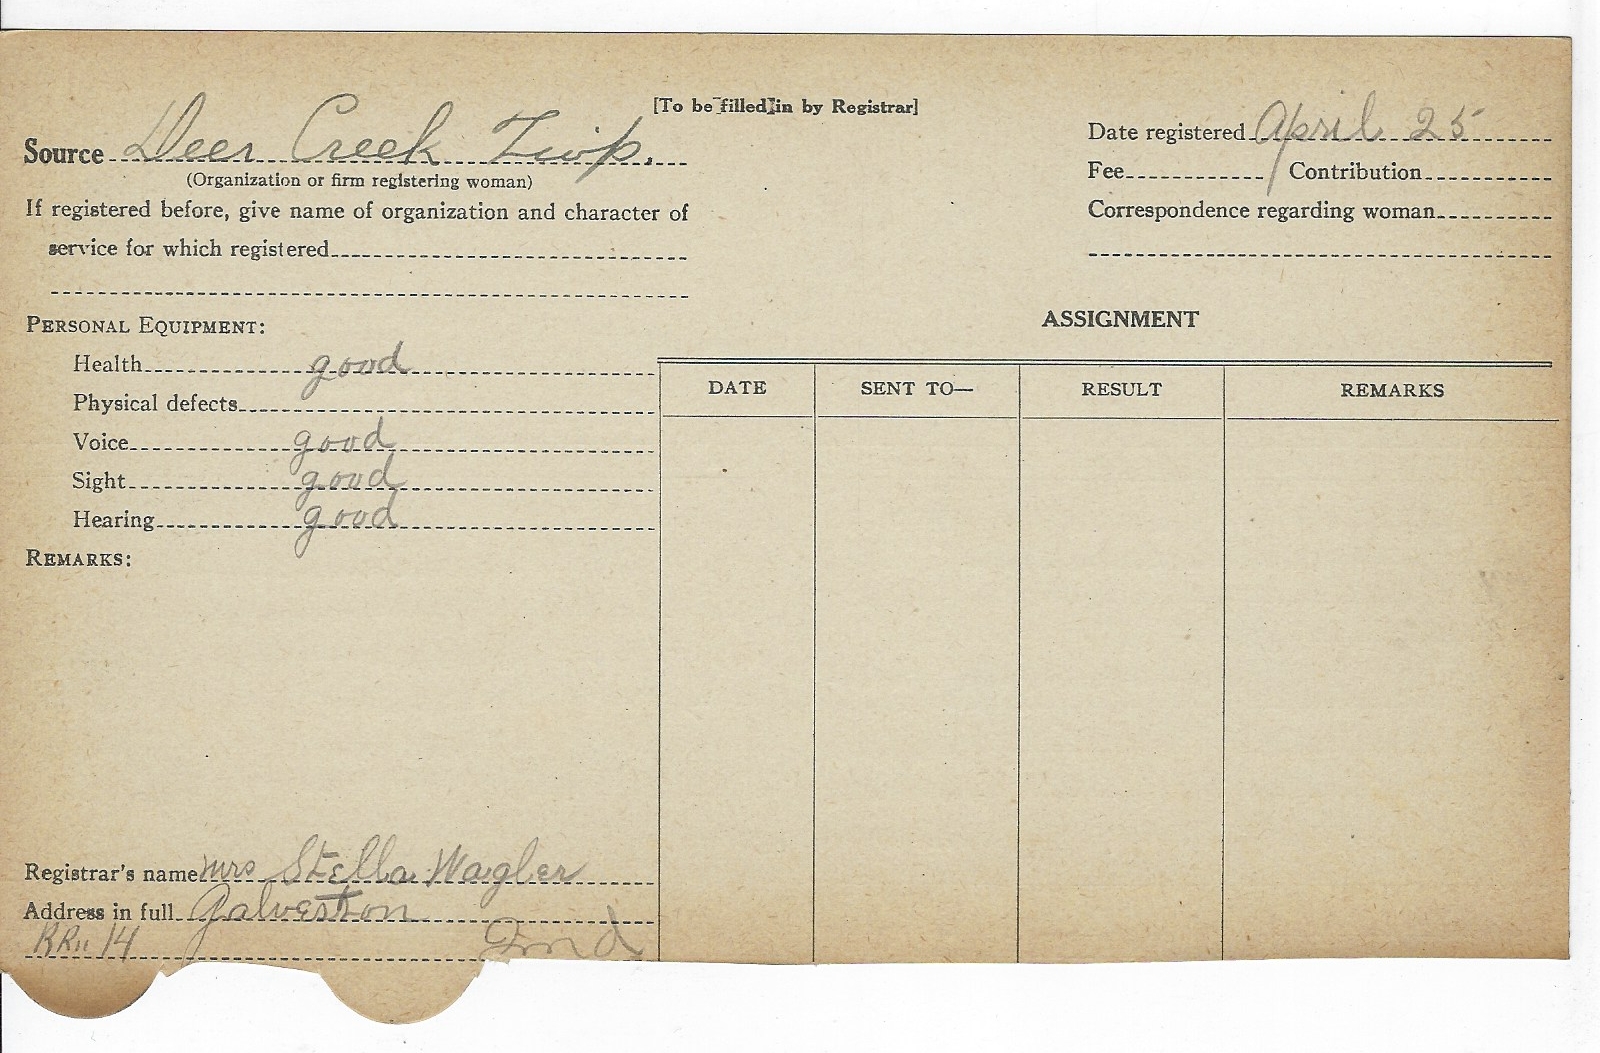 [To be filled in by Registrar]
Source Deer Creek Twp.
(Organization or firm registering woman)
If registered before, give name of organization and character of
service for which registered
PERSONAL EQUIPMENT:
Health good
Physical defects
Voice good
Sight good
Hearing good
REMARKS:
Registrar's name Mrs Stella Wagler
Address in full Galveston
RR 14 Ind
Date registered April 25
Fee Contribution
Correspondence regarding woman
ASSIGNMENT
DATE SENT TO— RESULT REMARKS